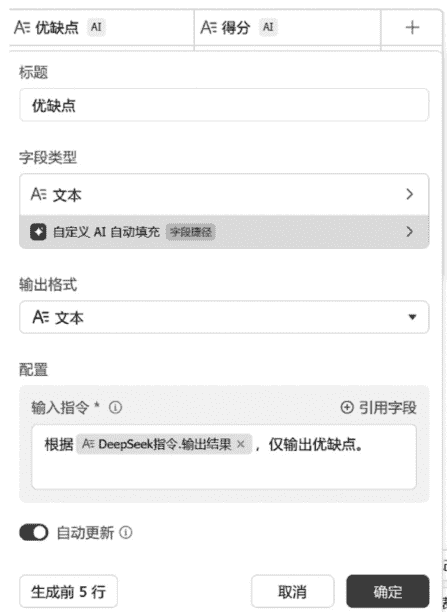 优缺点 AI 得分 AI
标题
优缺点
字段类型
文本
自定义 AI 自动填充 字段捷径
输出格式
文本
配置
输入指令 * 引用字段
根据 DeepSeek指令.输出结果 × ，仅输出优缺点。
自动更新
生成前 5 行 取消 确定